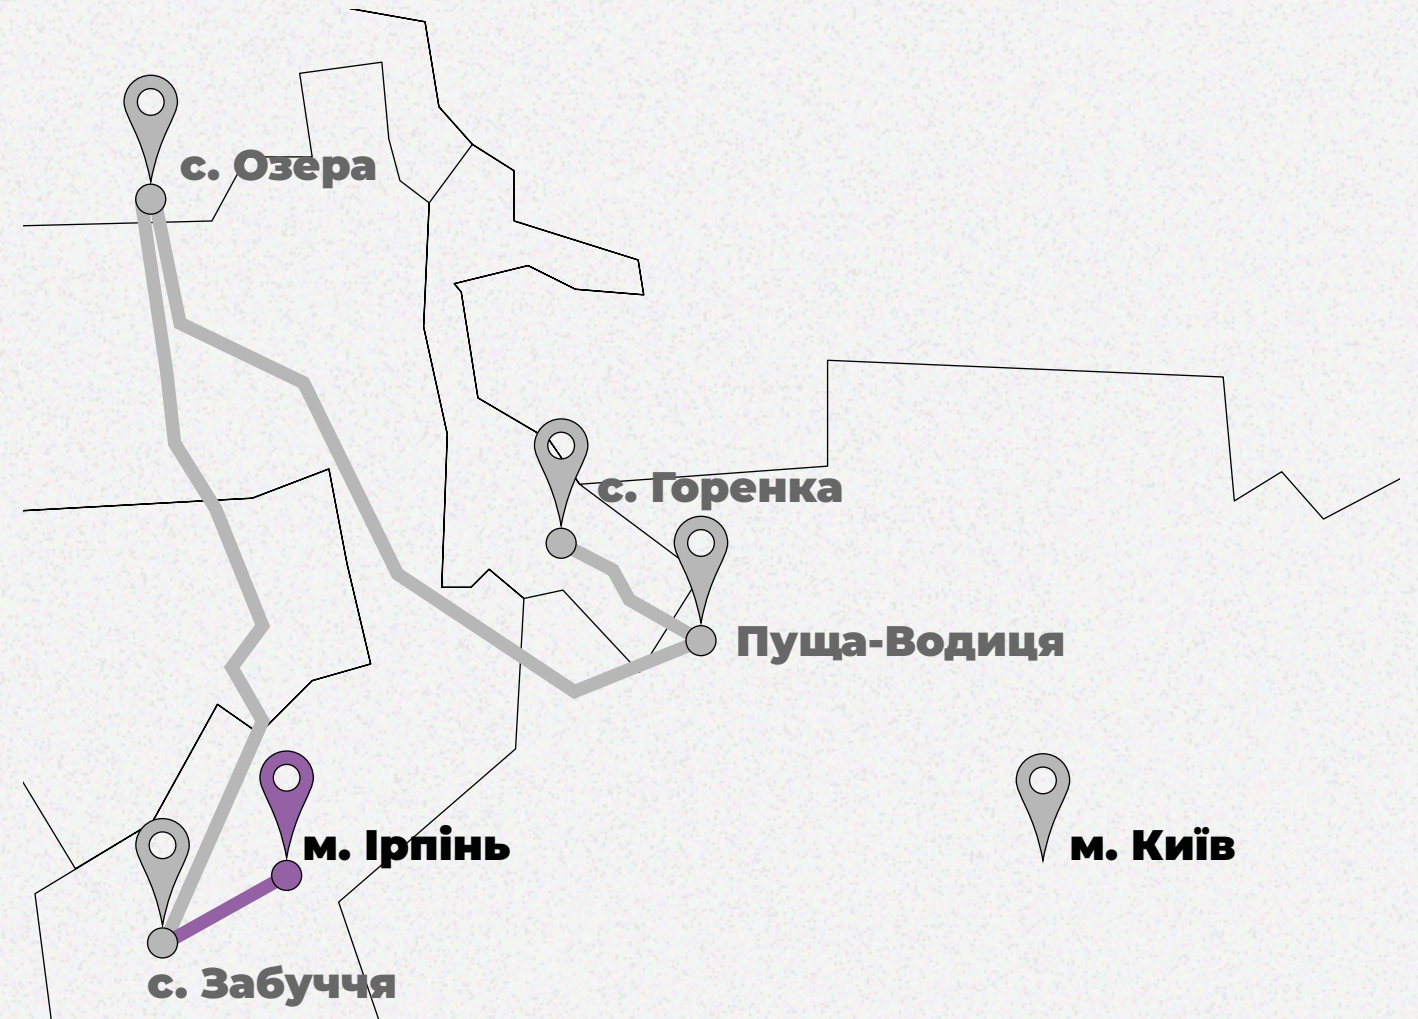 с. Озера
с. Горенка
Пуща-Водиця
м. Ірпінь
м. Київ
с. Забуччя